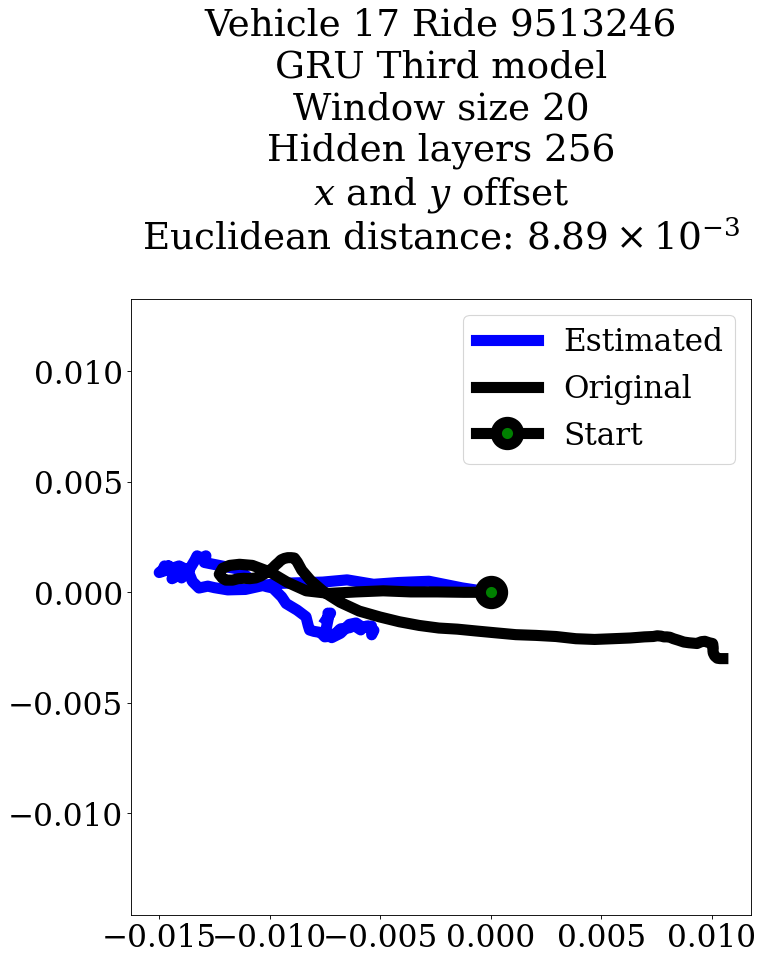 Vehicle 17 Ride 9513246
GRU Third model
Window size 20
Hidden layers 256
x and y offset
Euclidean distance: 8.89 × 10⁻³
Estimated
Original
Start
0.010
0.005
0.000
−0.005
−0.010
−0.015 −0.010 −0.005 0.000 0.005 0.010